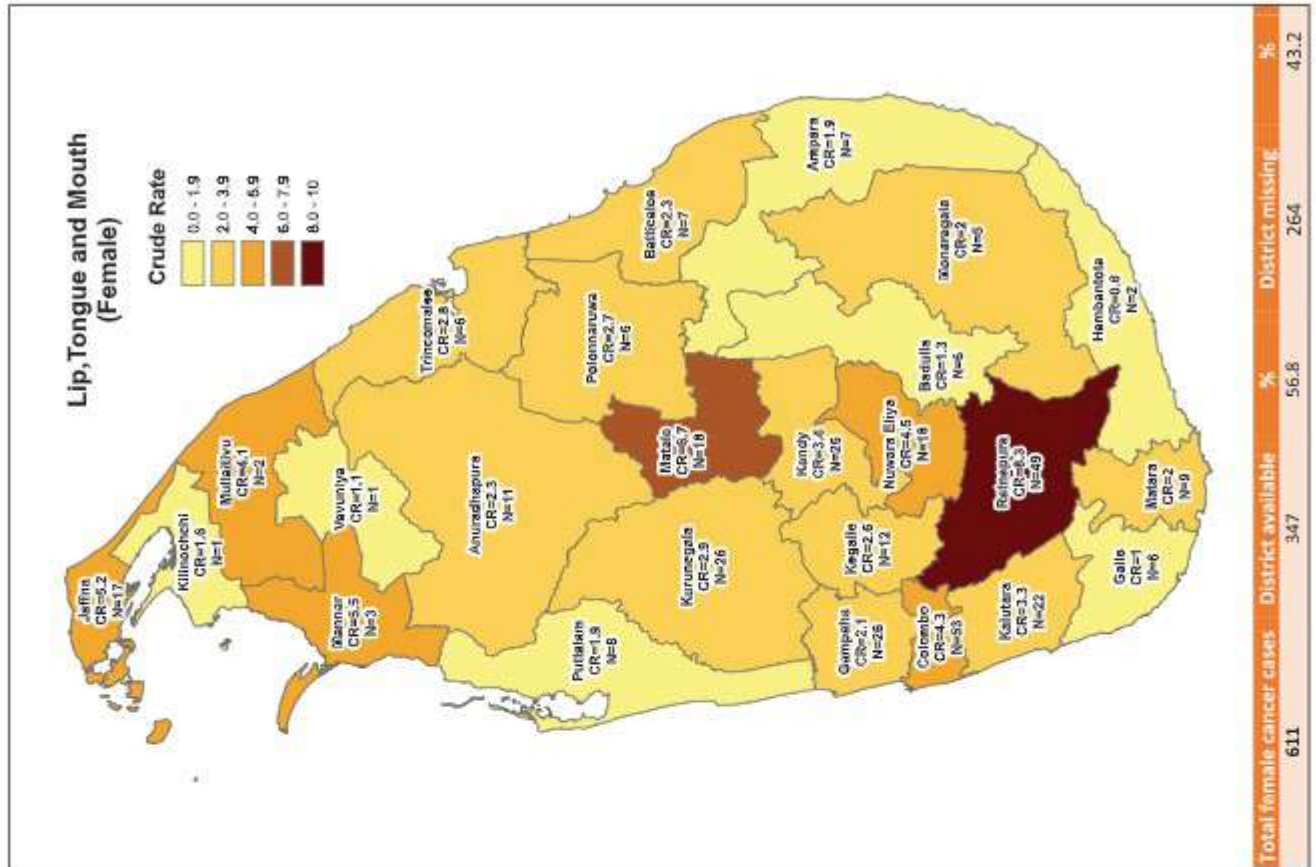 Lip,Tongue and Mouth
(Female)
Crude Rate
0.0 - 1.9
2.0 - 3.9
4.0 - 5.9
6.0 - 7.9
8.0 - 10
Jaffna
CR=5.2
N=17
Kilinochchi
CR=1.6
N=1
Mullaitivu
CR=4.1
N=2
Mannar
CR=5.5
N=3
Vavuniya
CR=1.1
N=1
Anuradhapura
CR=2.3
N=11
Trincomalee
CR=2.8
N=6
Polonnaruwa
CR=2.7
N=6
Batticaloa
CR=2.3
N=7
Puttalam
CR=1.9
N=8
Kurunegala
CR=2.9
N=26
Matale
CR=6.7
N=18
Kandy
CR=3.4
N=26
Ampara
CR=1.9
N=7
Gampaha
CR=2.1
N=26
Kegalle
CR=2.6
N=12
Nuwara Eliya
CR=4.5
N=18
Badulla
CR=1.3
N=6
Monaragala
CR=2
N=5
Colombo
CR=4.3
N=53
Ratnapura
CR=8.3
N=49
Kalutara
CR=3.3
N=22
Hambantota
CR=0.6
N=2
Galle
CR=1
N=6
Matara
CR=2
N=9
Total female cancer cases District available % District missing %
611 347 56.8 264 43.2